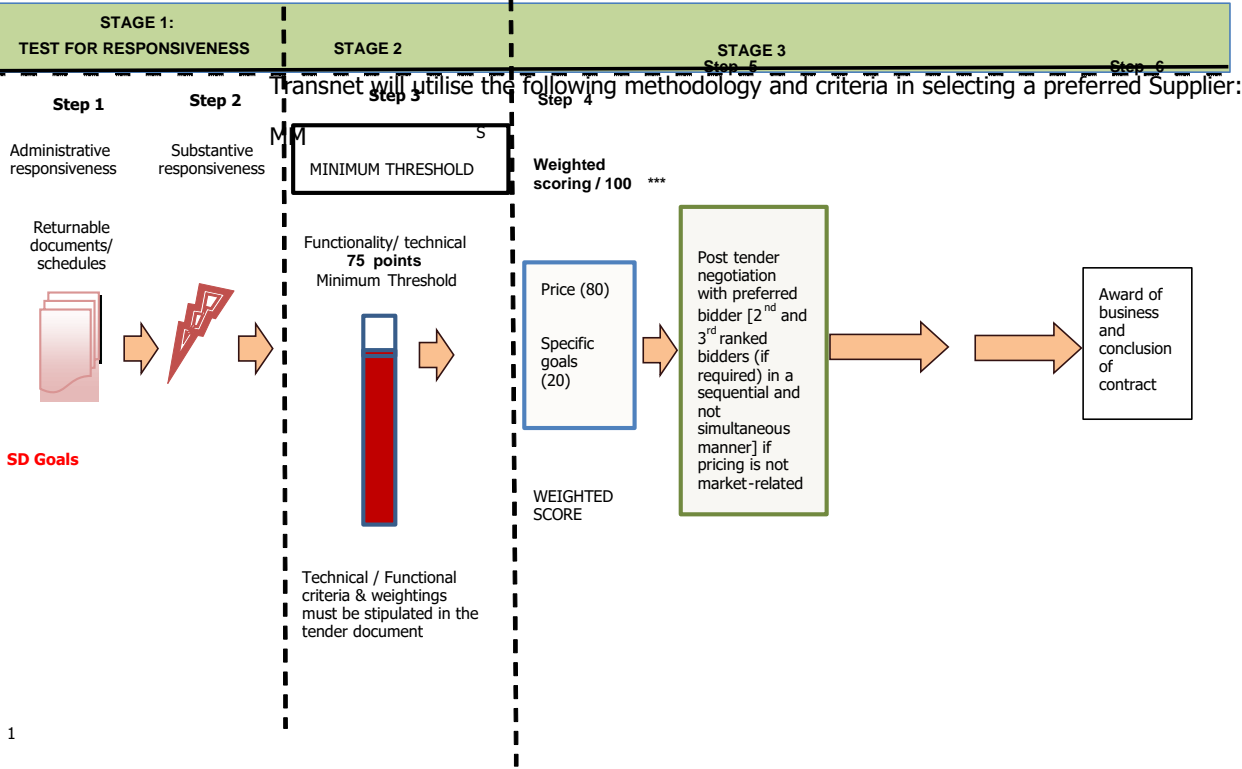 STAGE 1:
TEST FOR RESPONSIVENESS
STAGE 2
STAGE 3
Step 5
Step 6
Transnet will utilise the following methodology and criteria in selecting a preferred Supplier:
Step 1
Step 2
Step 3
Step 4
MM
S
Administrative
responsiveness
Substantive
responsiveness
MINIMUM THRESHOLD
Weighted
scoring / 100 ***
Returnable
documents/
schedules
Functionality/ technical
75 points
Minimum Threshold
Price (80)
Specific
goals
(20)
Post tender
negotiation
with preferred
bidder [2nd and
3rd ranked
bidders (if
required) in a
sequential and
not
simultaneous
manner] if
pricing is not
market-related
Award of
business
and
conclusion
of
contract
SD Goals
WEIGHTED
SCORE
Technical / Functional
criteria & weightings
must be stipulated in the
tender document
1